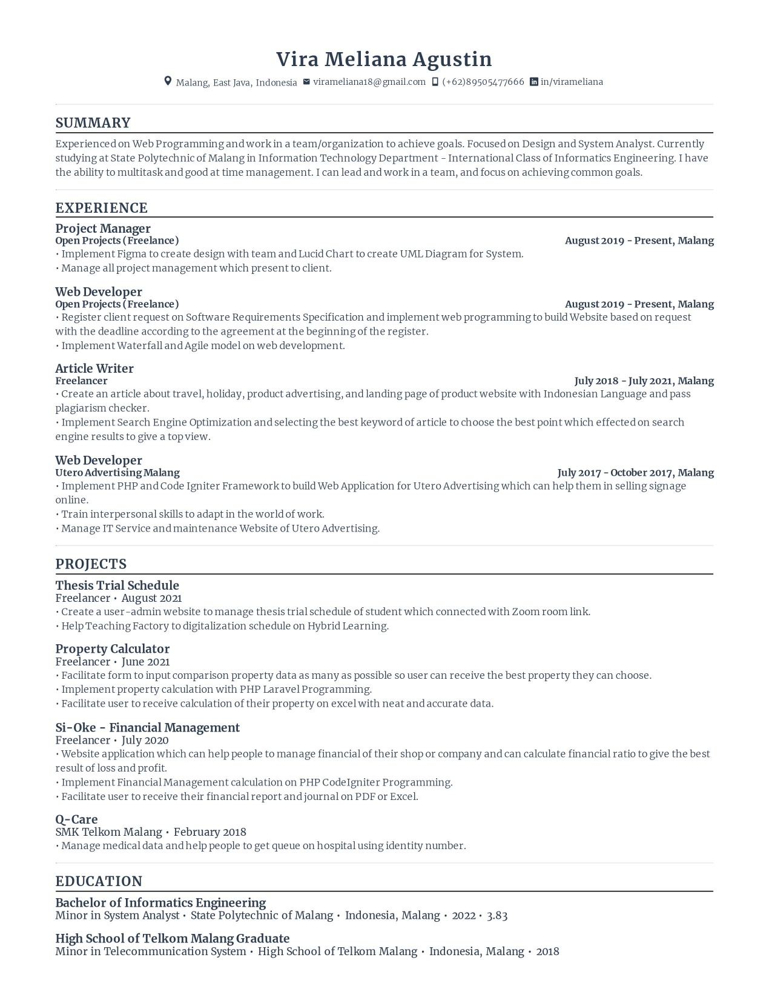 Vira Meliana Agustin
Malang, East Java, Indonesia virameliana18@gmail.com (+62)89505477666 in/virameliana
SUMMARY
Experienced on Web Programming and work in a team/organization to achieve goals. Focused on Design and System Analyst. Currently
studying at State Polytechnic of Malang in Information Technology Department - International Class of Informatics Engineering. I have
the ability to multitask and good at time management. I can lead and work in a team, and focus on achieving common goals.
EXPERIENCE
Project Manager
Open Projects (Freelance) August 2019 - Present, Malang
• Implement Figma to create design with team and Lucid Chart to create UML Diagram for System.
• Manage all project management which present to client.
Web Developer
Open Projects (Freelance) August 2019 - Present, Malang
• Register client request on Software Requirements Specification and implement web programming to build Website based on request
with the deadline according to the agreement at the beginning of the register.
• Implement Waterfall and Agile model on web development.
Article Writer
Freelancer July 2018 - July 2021, Malang
• Create an article about travel, holiday, product advertising, and landing page of product website with Indonesian Language and pass
plagiarism checker.
• Implement Search Engine Optimization and selecting the best keyword of article to choose the best point which effected on search
engine results to give a top view.
Web Developer
Utero Advertising Malang July 2017 - October 2017, Malang
• Implement PHP and Code Igniter Framework to build Web Application for Utero Advertising which can help them in selling signage
online.
• Train interpersonal skills to adapt in the world of work.
• Manage IT Service and maintenance Website of Utero Advertising.
PROJECTS
Thesis Trial Schedule
Freelancer • August 2021
• Create a user-admin website to manage thesis trial schedule of student which connected with Zoom room link.
• Help Teaching Factory to digitalization schedule on Hybrid Learning.
Property Calculator
Freelancer • June 2021
• Facilitate form to input comparison property data as many as possible so user can receive the best property they can choose.
• Implement property calculation with PHP Laravel Programming.
• Facilitate user to receive calculation of their property on excel with neat and accurate data.
Si-Oke - Financial Management
Freelancer • July 2020
• Website application which can help people to manage financial of their shop or company and can calculate financial ratio to give the best
result of loss and profit.
• Implement Financial Management calculation on PHP CodeIgniter Programming.
• Facilitate user to receive their financial report and journal on PDF or Excel.
Q-Care
SMK Telkom Malang • February 2018
• Manage medical data and help people to get queue on hospital using identity number.
EDUCATION
Bachelor of Informatics Engineering
Minor in System Analyst • State Polytechnic of Malang • Indonesia, Malang • 2022 • 3.83
High School of Telkom Malang Graduate
Minor in Telecommunication System • High School of Telkom Malang • Indonesia, Malang • 2018